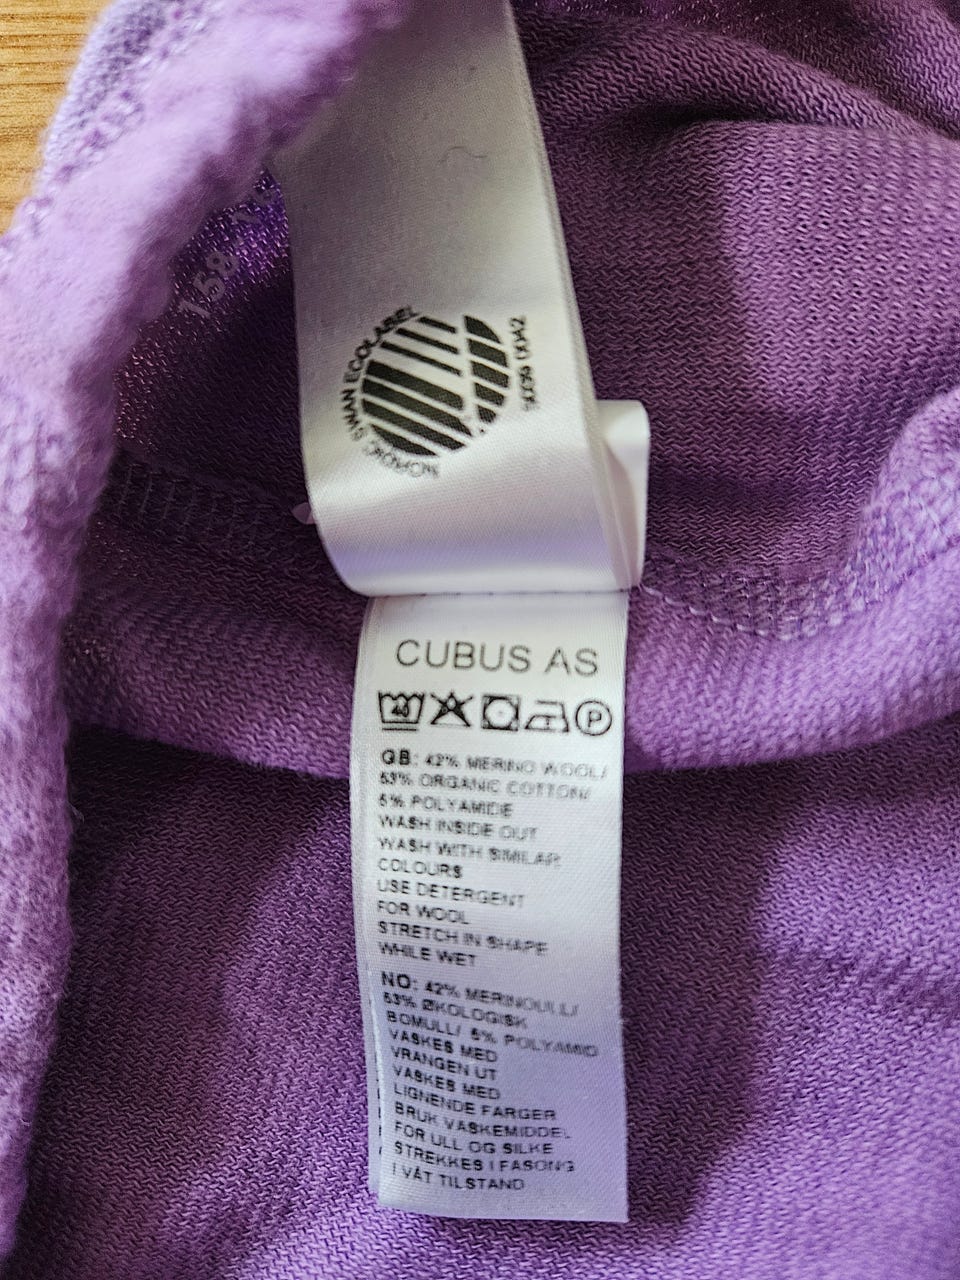 158
NORDIC SWAN ECOLABEL
5039 0042
CUBUS AS
40
P
GB: 42% MERINO WOOL/
53% ORGANIC COTTON/
5% POLYAMIDE
WASH INSIDE OUT
WASH WITH SIMILAR
COLOURS
USE DETERGENT
FOR WOOL
STRETCH IN SHAPE
WHILE WET
NO: 42% MERINOULL/
53% ØKOLOGISK
BOMULL/ 5% POLYAMID
VASKES MED
VRANGEN UT
VASKES MED
LIGNENDE FARGER
BRUK VASKEMIDDEL
FOR ULL OG SILKE
STREKKES I FASONG
I VÅT TILSTAND